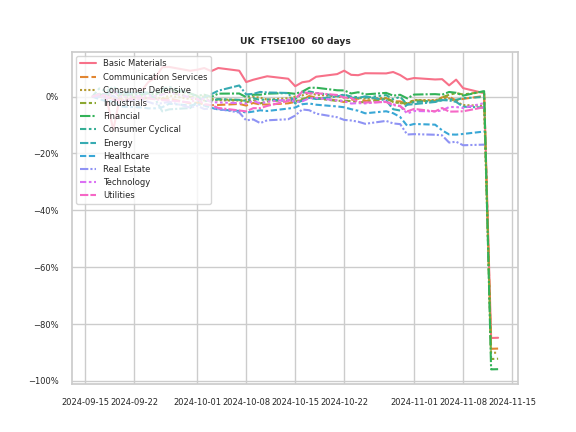 UK FTSE100 60 days
Basic Materials
Communication Services
Consumer Defensive
Industrials
Financial
Consumer Cyclical
Energy
Healthcare
Real Estate
Technology
Utilities
0%
−20%
−40%
−60%
−80%
−100%
2024-09-15 2024-09-22 2024-10-01 2024-10-08 2024-10-15 2024-10-22 2024-11-01 2024-11-08 2024-11-15